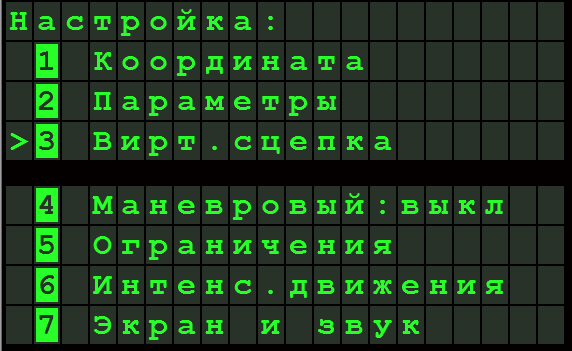 Настройка:
1 Координата
2 Параметры
>3 Вирт.сцепка
4 Маневровый:выкл
5 Ограничения
6 Интенс.движения
7 Экран и звук